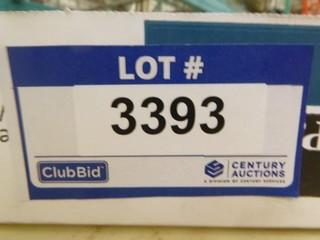 LOT #
3393
ClubBid
CENTURY
AUCTIONS
A DIVISION OF CENTURY SERVICES